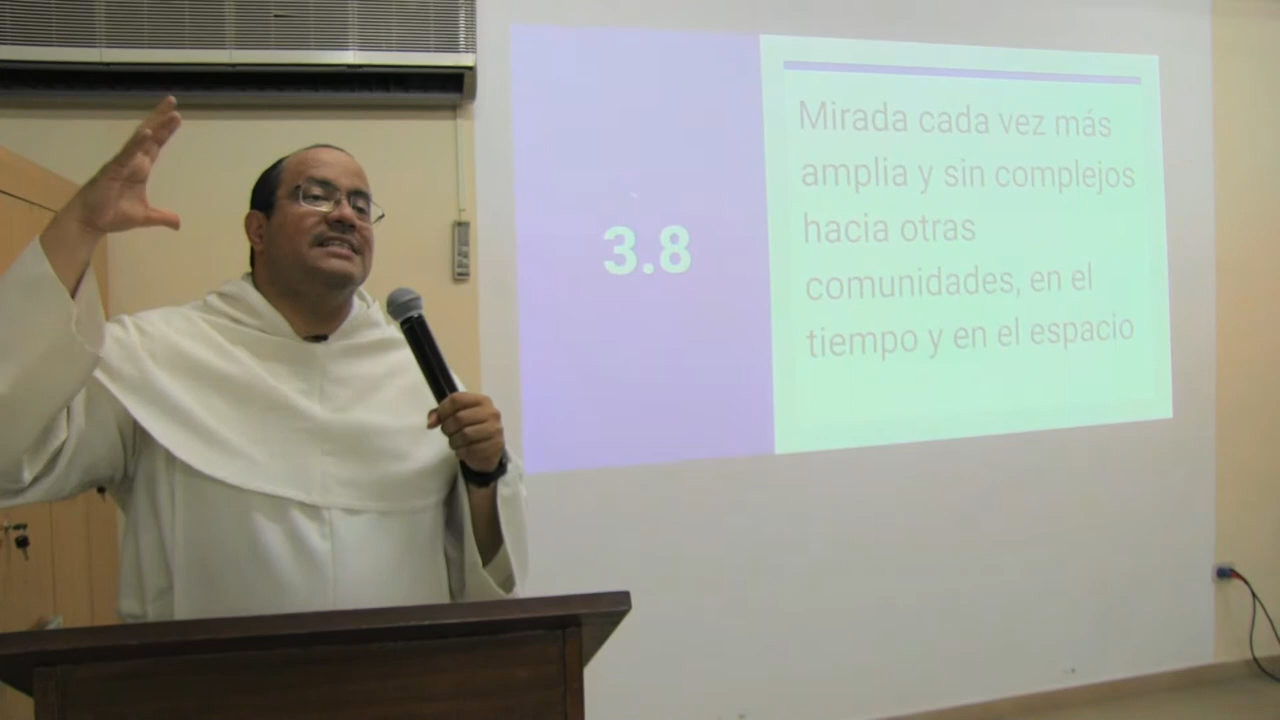 3.8
Mirada cada vez más
amplia y sin complejos
hacia otras
comunidades, en el
tiempo y en el espacio